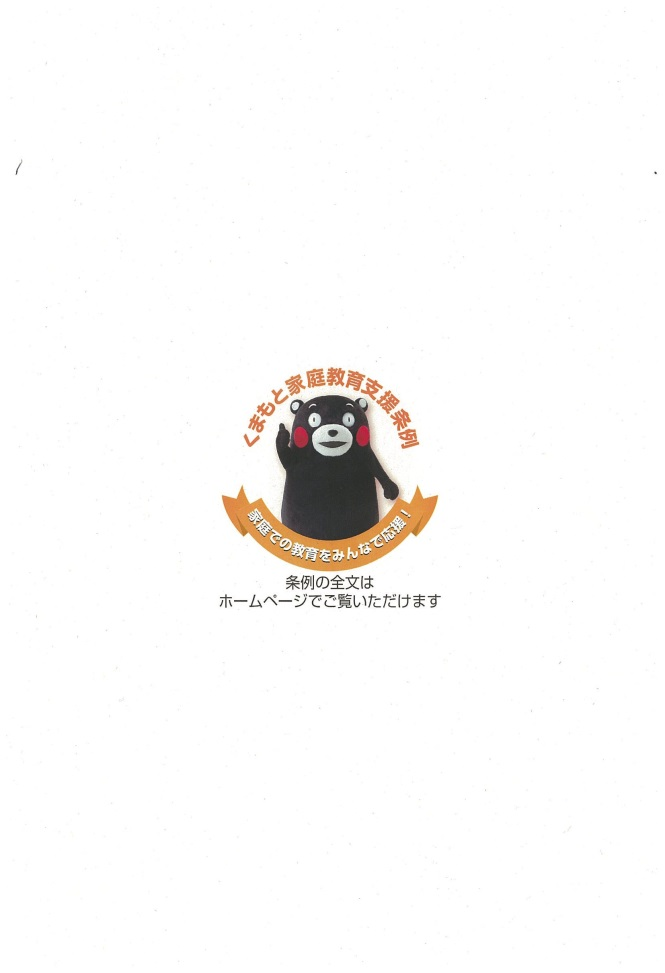 くまもと家庭教育支援条例
家庭での教育をみんなで応援！
条例の全文は
ホームページでご覧いただけます